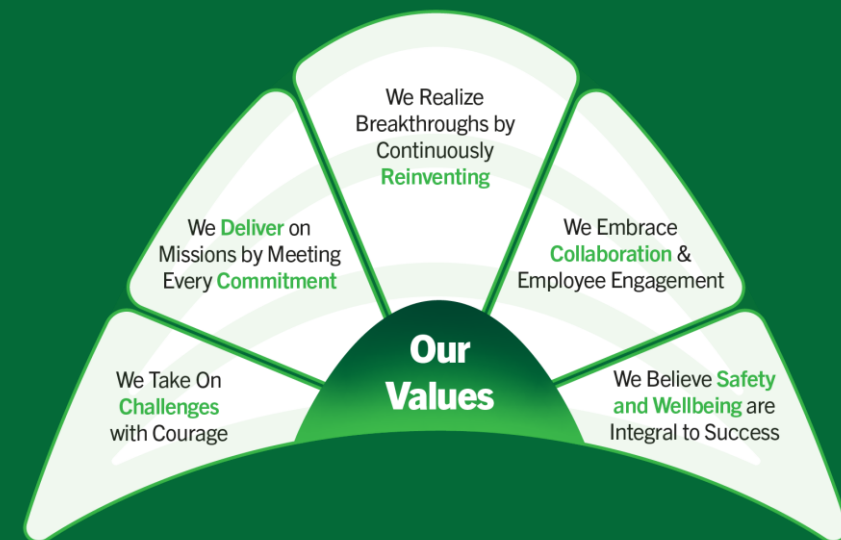 We Take On
Challenges
with Courage
We Deliver on
Missions by Meeting
Every Commitment
We Realize
Breakthroughs by
Continuously
Reinventing
We Embrace
Collaboration &
Employee Engagement
We Believe Safety
and Wellbeing are
Integral to Success
Our
Values